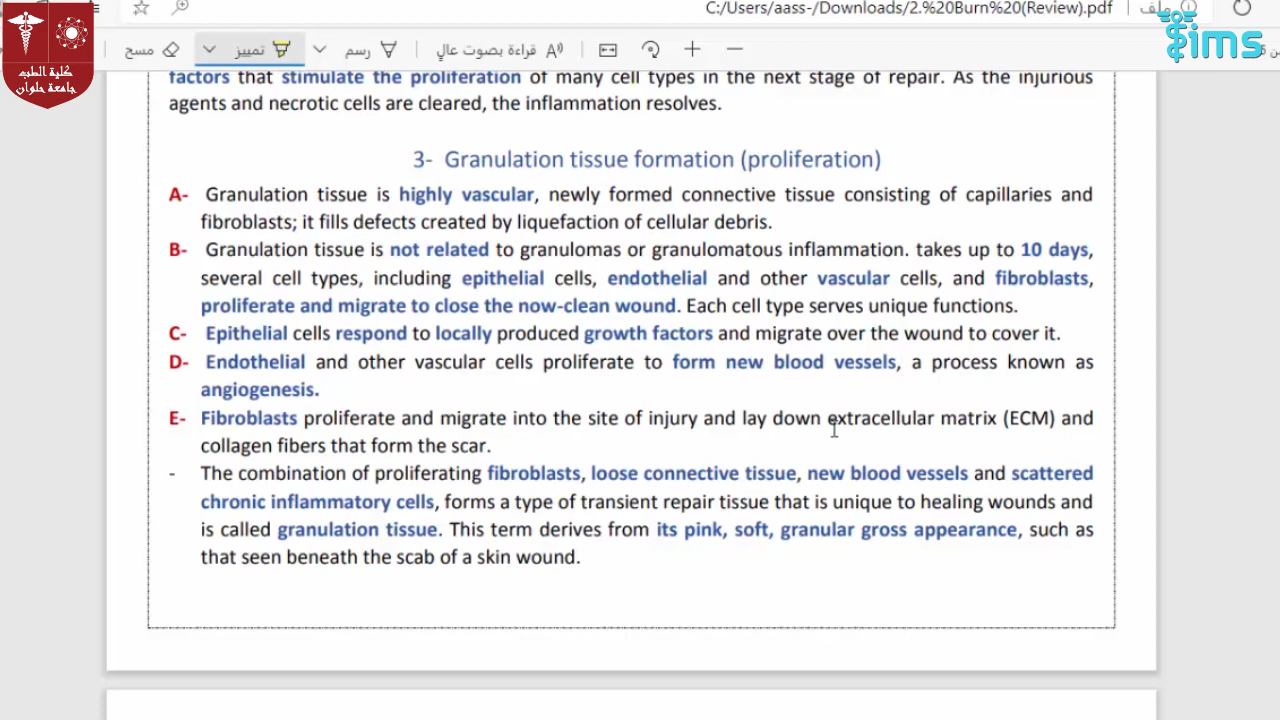 C:/Users/aass-/Downloads/2.%20Burn%20(Review).pdf
ملف
مسح
تمييز
رسم
قراءة بصوت عالٍ
كلية الطب
جامعة حلوان
ims
factors that stimulate the proliferation of many cell types in the next stage of repair. As the injurious
agents and necrotic cells are cleared, the inflammation resolves.
3- Granulation tissue formation (proliferation)
A- Granulation tissue is highly vascular, newly formed connective tissue consisting of capillaries and
fibroblasts; it fills defects created by liquefaction of cellular debris.
B- Granulation tissue is not related to granulomas or granulomatous inflammation. takes up to 10 days,
several cell types, including epithelial cells, endothelial and other vascular cells, and fibroblasts,
proliferate and migrate to close the now-clean wound. Each cell type serves unique functions.
C- Epithelial cells respond to locally produced growth factors and migrate over the wound to cover it.
D- Endothelial and other vascular cells proliferate to form new blood vessels, a process known as
angiogenesis.
E- Fibroblasts proliferate and migrate into the site of injury and lay down extracellular matrix (ECM) and
collagen fibers that form the scar.
- The combination of proliferating fibroblasts, loose connective tissue, new blood vessels and scattered
chronic inflammatory cells, forms a type of transient repair tissue that is unique to healing wounds and
is called granulation tissue. This term derives from its pink, soft, granular gross appearance, such as
that seen beneath the scab of a skin wound.